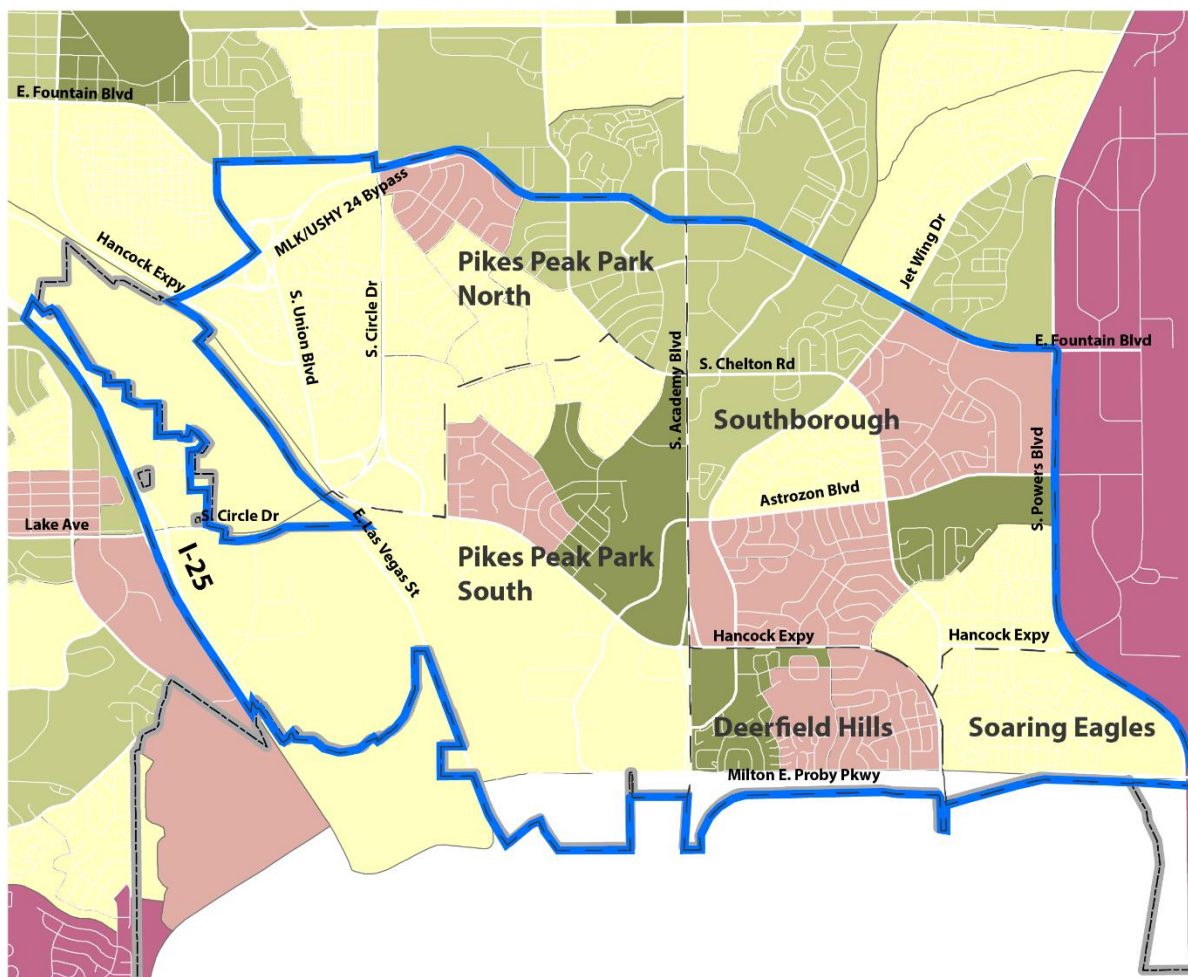 E. Fountain Blvd
MLK/USHY 24 Bypass
Hancock Expy
Jet Wing Dr
Pikes Peak Park
North
S. Union Blvd
S. Circle Dr
S. Academy Blvd
E. Fountain Blvd
S. Chelton Rd
Southborough
S. Powers Blvd
Astrozon Blvd
Lake Ave
S. Circle Dr
E. Las Vegas St
I-25
Pikes Peak Park
South
Hancock Expy
Hancock Expy
Deerfield Hills
Soaring Eagles
Milton E. Proby Pkwy